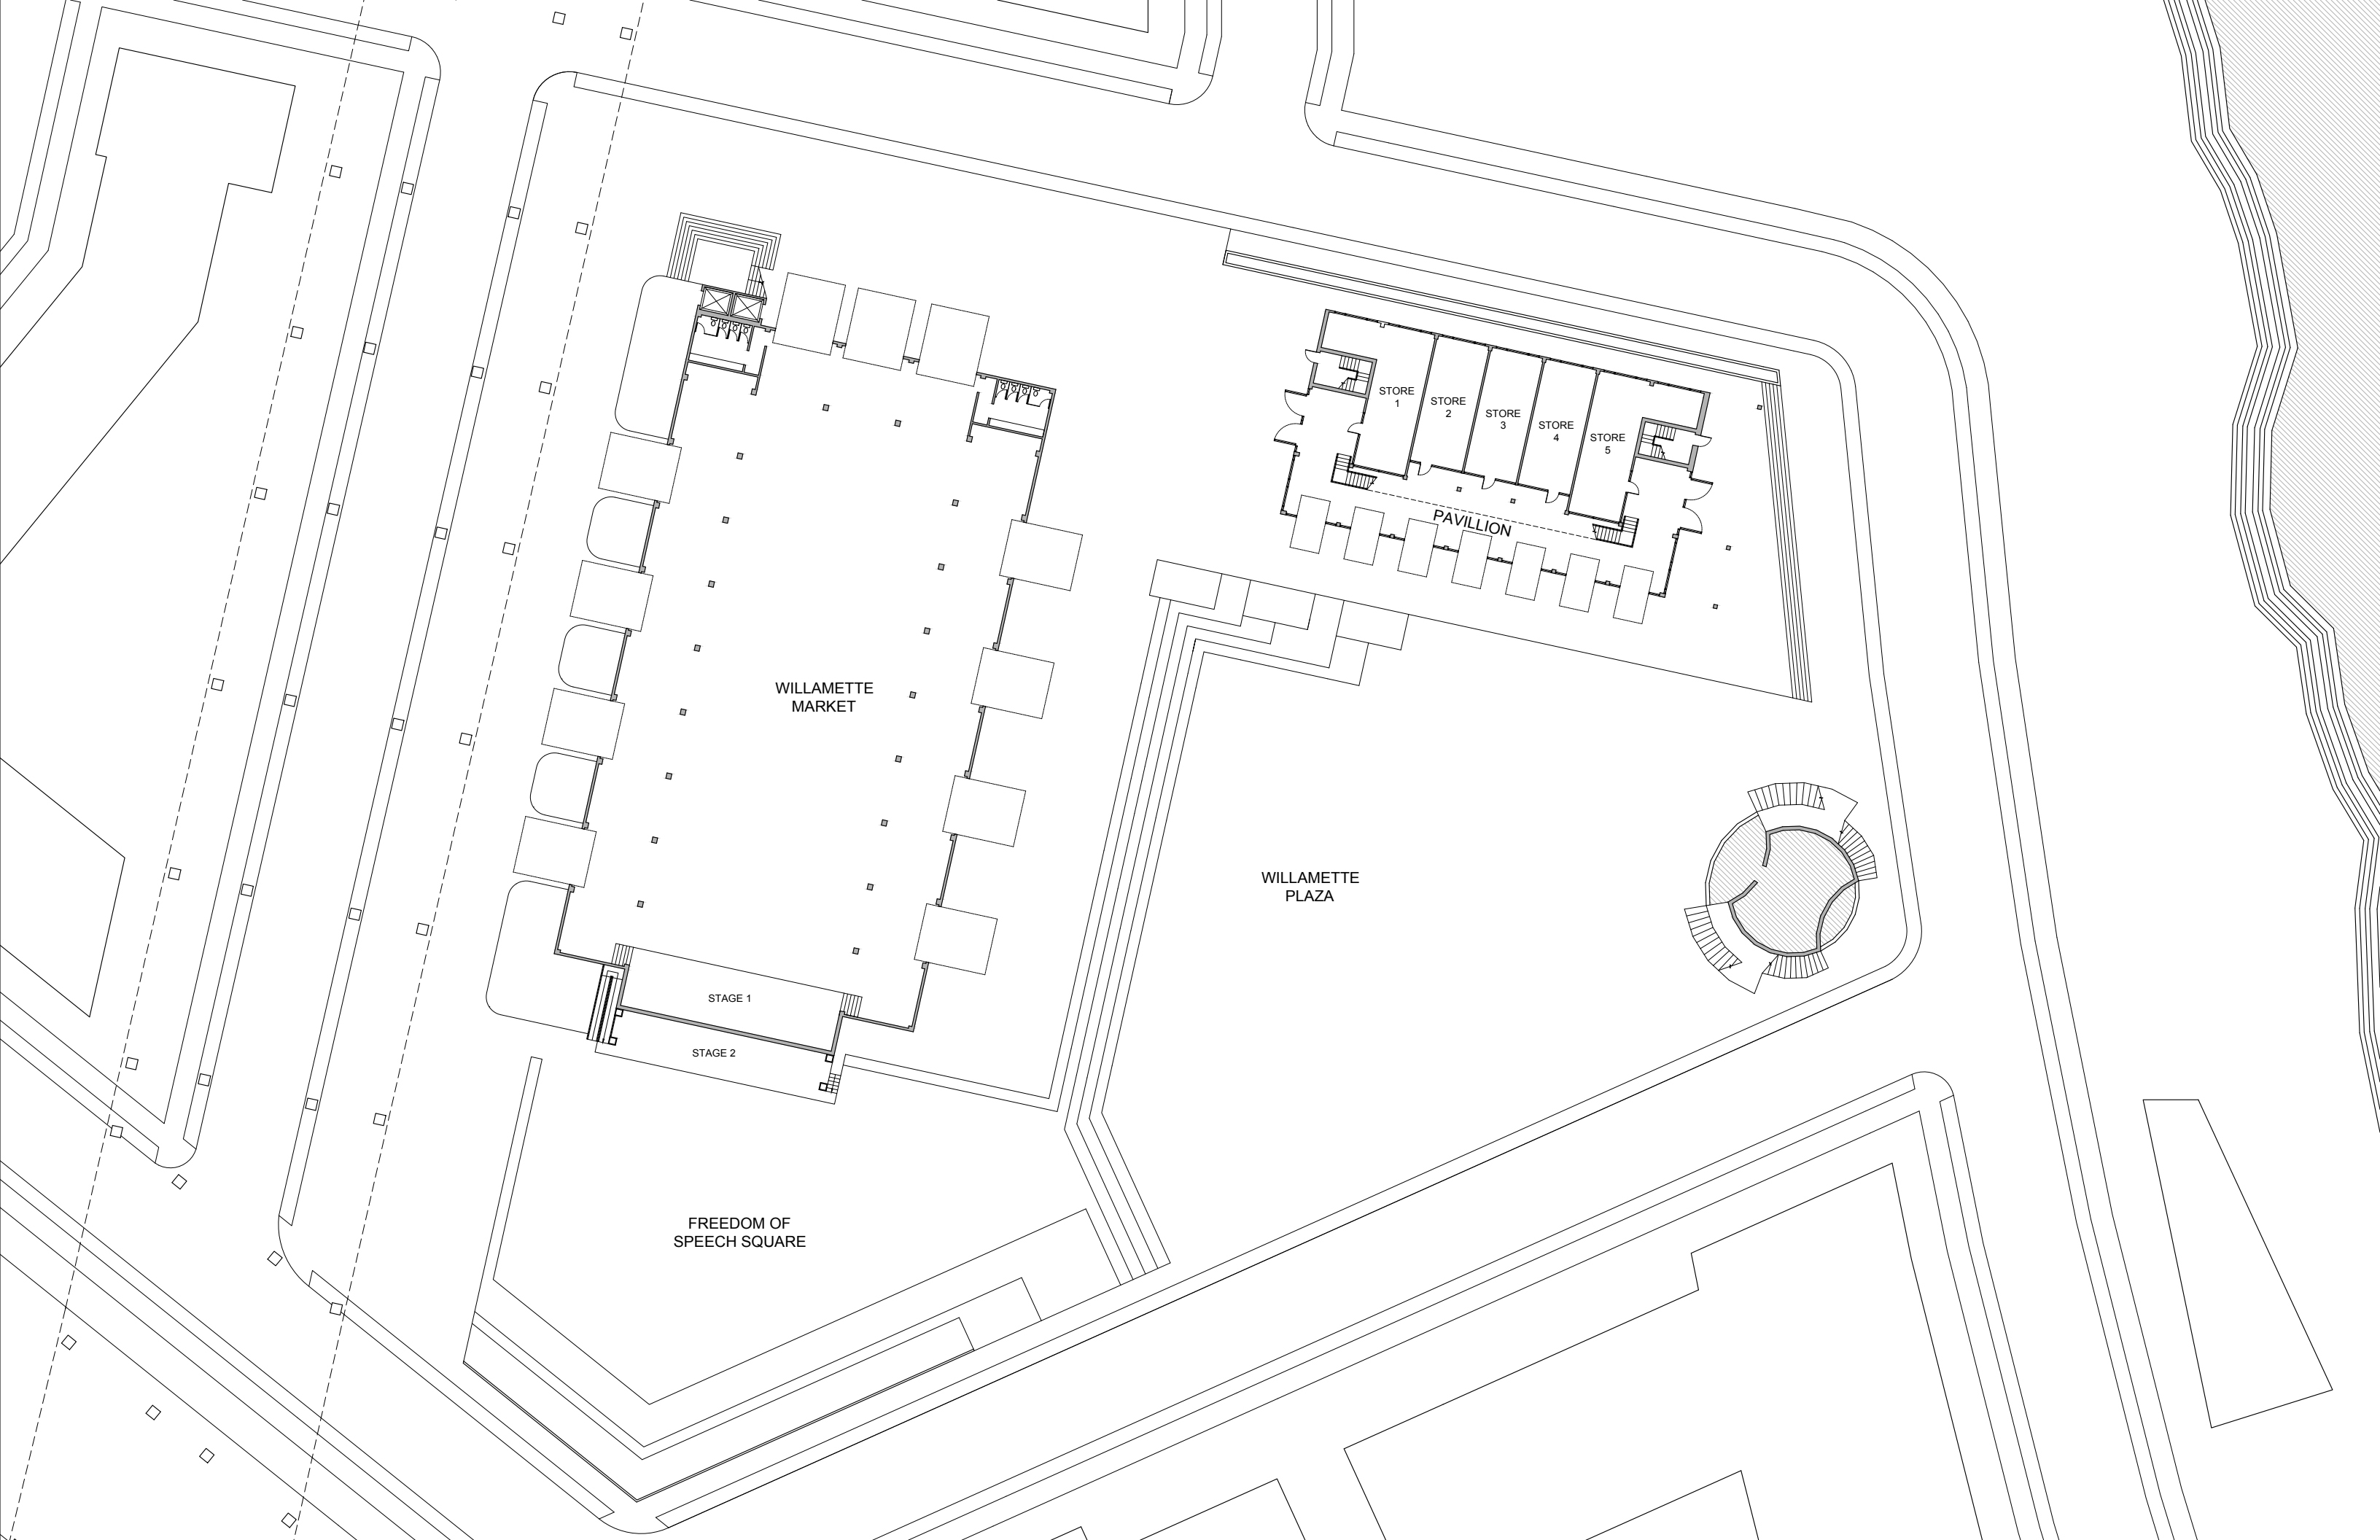 STORE
1
STORE
2
STORE
3
STORE
4
STORE
5
PAVILLION
WILLAMETTE
MARKET
WILLAMETTE
PLAZA
STAGE 1
STAGE 2
FREEDOM OF
SPEECH SQUARE